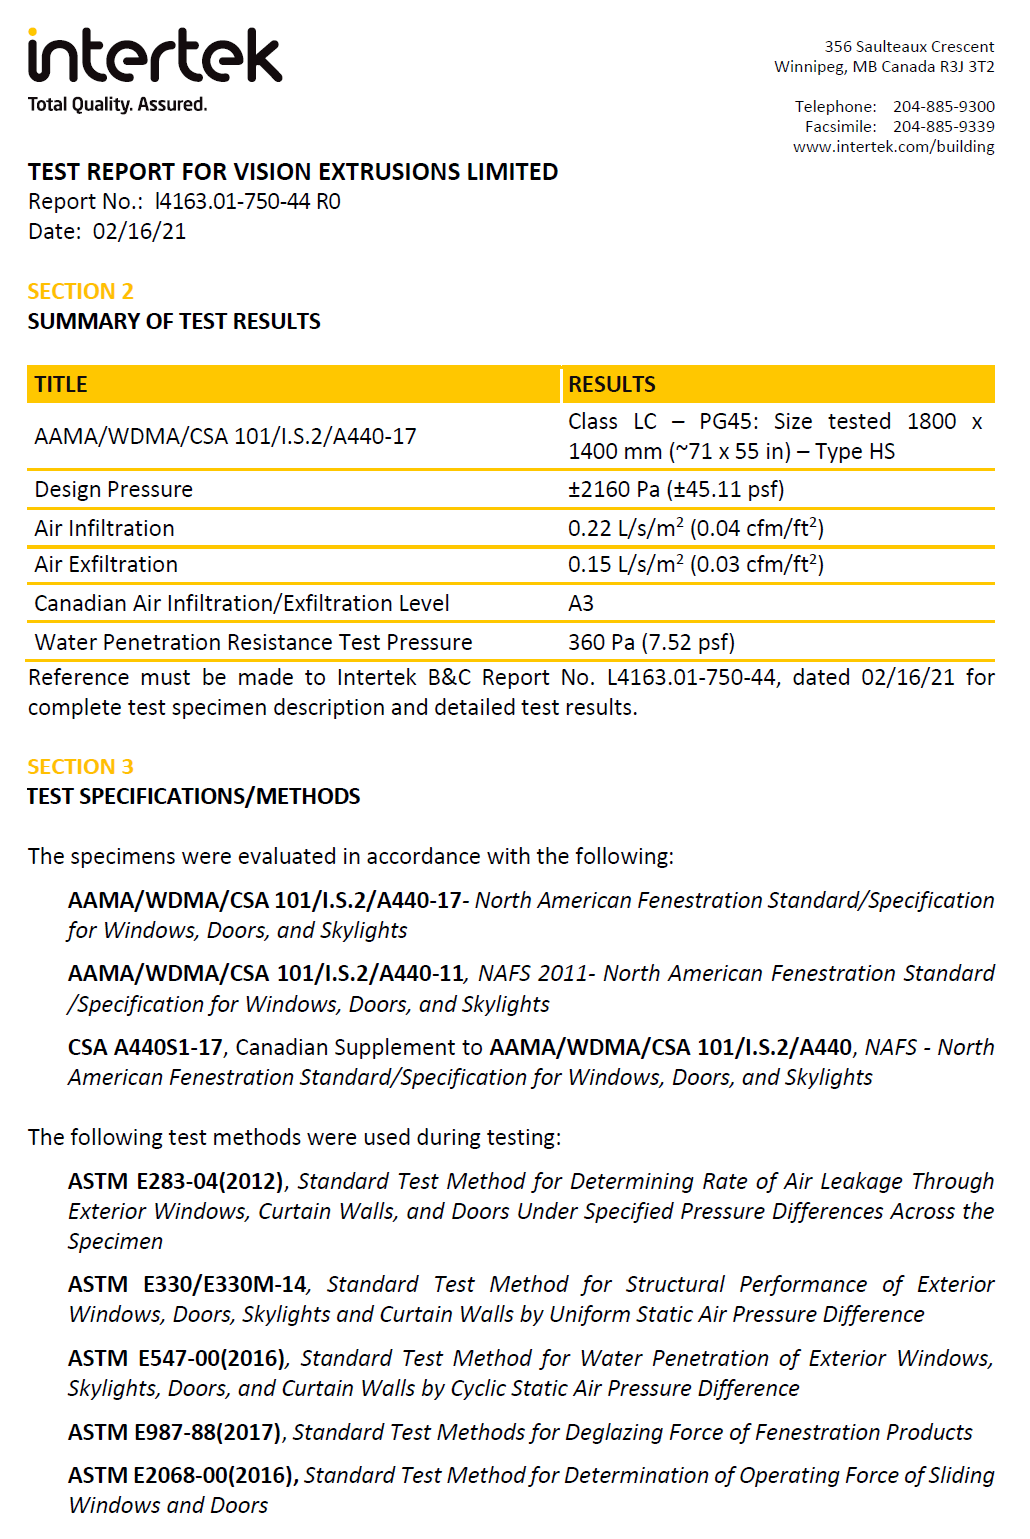 intertek
Total Quality. Assured.
356 Saulteaux Crescent
Winnipeg, MB Canada R3J 3T2
Telephone: 204-885-9300
Facsimile: 204-885-9339
www.intertek.com/building
TEST REPORT FOR VISION EXTRUSIONS LIMITED
Report No.: l4163.01-750-44 R0
Date: 02/16/21
SECTION 2
SUMMARY OF TEST RESULTS
TITLE RESULTS
AAMA/WDMA/CSA 101/I.S.2/A440-17 Class LC – PG45: Size tested 1800 x
1400 mm (~71 x 55 in) – Type HS
Design Pressure ±2160 Pa (±45.11 psf)
Air Infiltration 0.22 L/s/m² (0.04 cfm/ft²)
Air Exfiltration 0.15 L/s/m² (0.03 cfm/ft²)
Canadian Air Infiltration/Exfiltration Level A3
Water Penetration Resistance Test Pressure 360 Pa (7.52 psf)
Reference must be made to Intertek B&C Report No. L4163.01-750-44, dated 02/16/21 for
complete test specimen description and detailed test results.
SECTION 3
TEST SPECIFICATIONS/METHODS
The specimens were evaluated in accordance with the following:
AAMA/WDMA/CSA 101/I.S.2/A440-17- North American Fenestration Standard/Specification
for Windows, Doors, and Skylights
AAMA/WDMA/CSA 101/I.S.2/A440-11, NAFS 2011- North American Fenestration Standard
/Specification for Windows, Doors, and Skylights
CSA A440S1-17, Canadian Supplement to AAMA/WDMA/CSA 101/I.S.2/A440, NAFS - North
American Fenestration Standard/Specification for Windows, Doors, and Skylights
The following test methods were used during testing:
ASTM E283-04(2012), Standard Test Method for Determining Rate of Air Leakage Through
Exterior Windows, Curtain Walls, and Doors Under Specified Pressure Differences Across the
Specimen
ASTM E330/E330M-14, Standard Test Method for Structural Performance of Exterior
Windows, Doors, Skylights and Curtain Walls by Uniform Static Air Pressure Difference
ASTM E547-00(2016), Standard Test Method for Water Penetration of Exterior Windows,
Skylights, Doors, and Curtain Walls by Cyclic Static Air Pressure Difference
ASTM E987-88(2017), Standard Test Methods for Deglazing Force of Fenestration Products
ASTM E2068-00(2016), Standard Test Method for Determination of Operating Force of Sliding
Windows and Doors